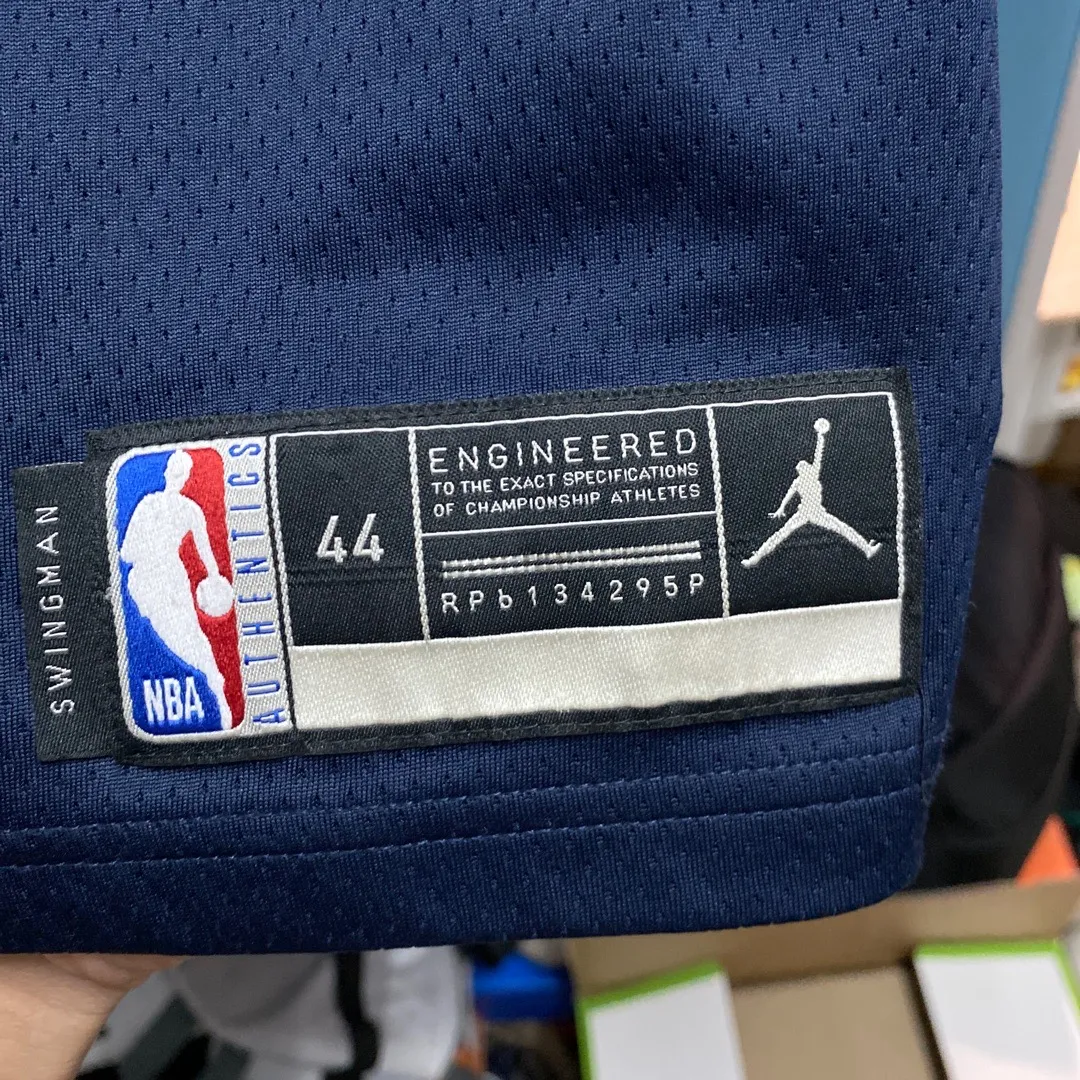 SWINGMAN
NBA
AUTHENTICS
44
ENGINEERED
TO THE EXACT SPECIFICATIONS
OF CHAMPIONSHIP ATHLETES
RPb134295P